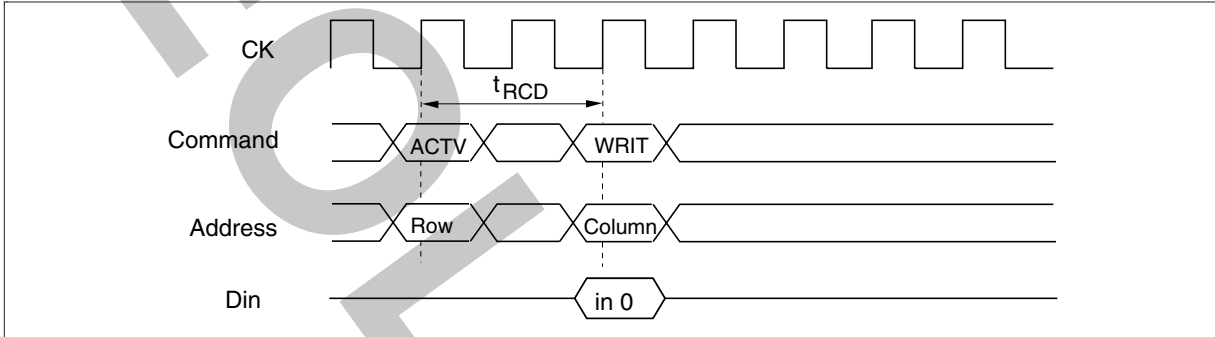 CK
tRCD
Command
ACTV
WRIT
Address
Row
Column
Din
in 0